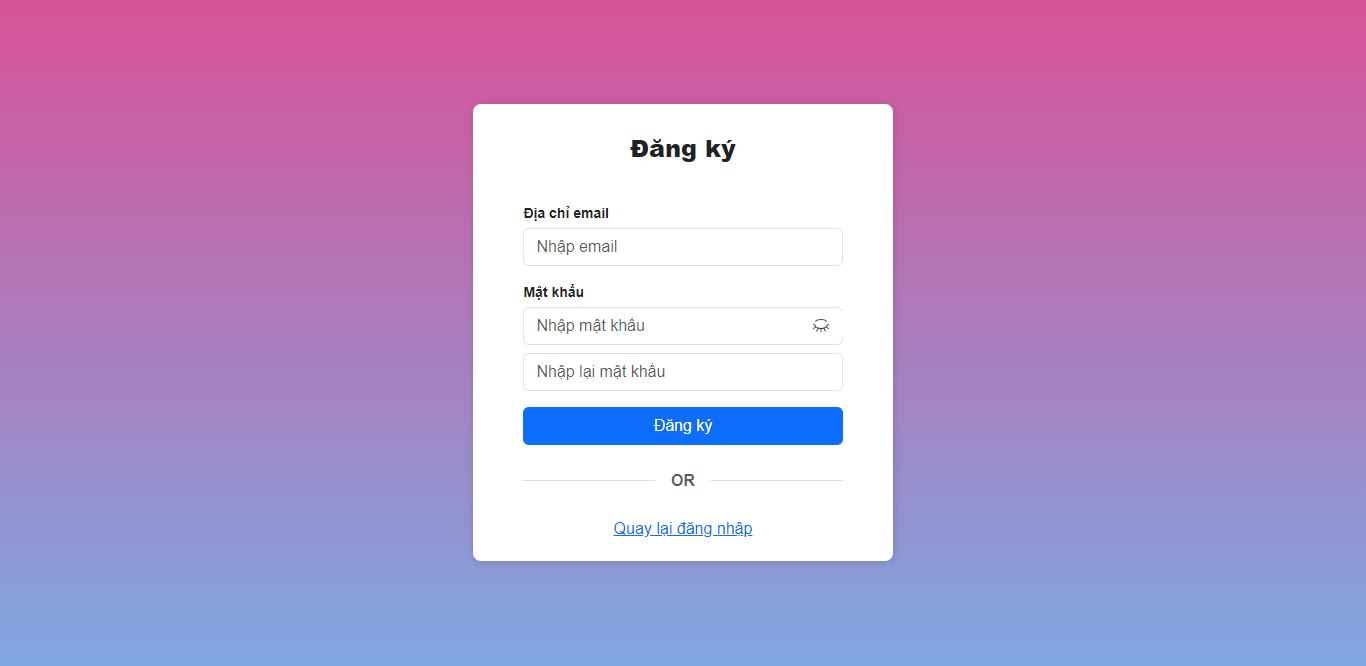 Đăng ký
Địa chỉ email
Nhập email
Mật khẩu
Nhập mật khẩu
Nhập lại mật khẩu
Đăng ký
OR
Quay lại đăng nhập